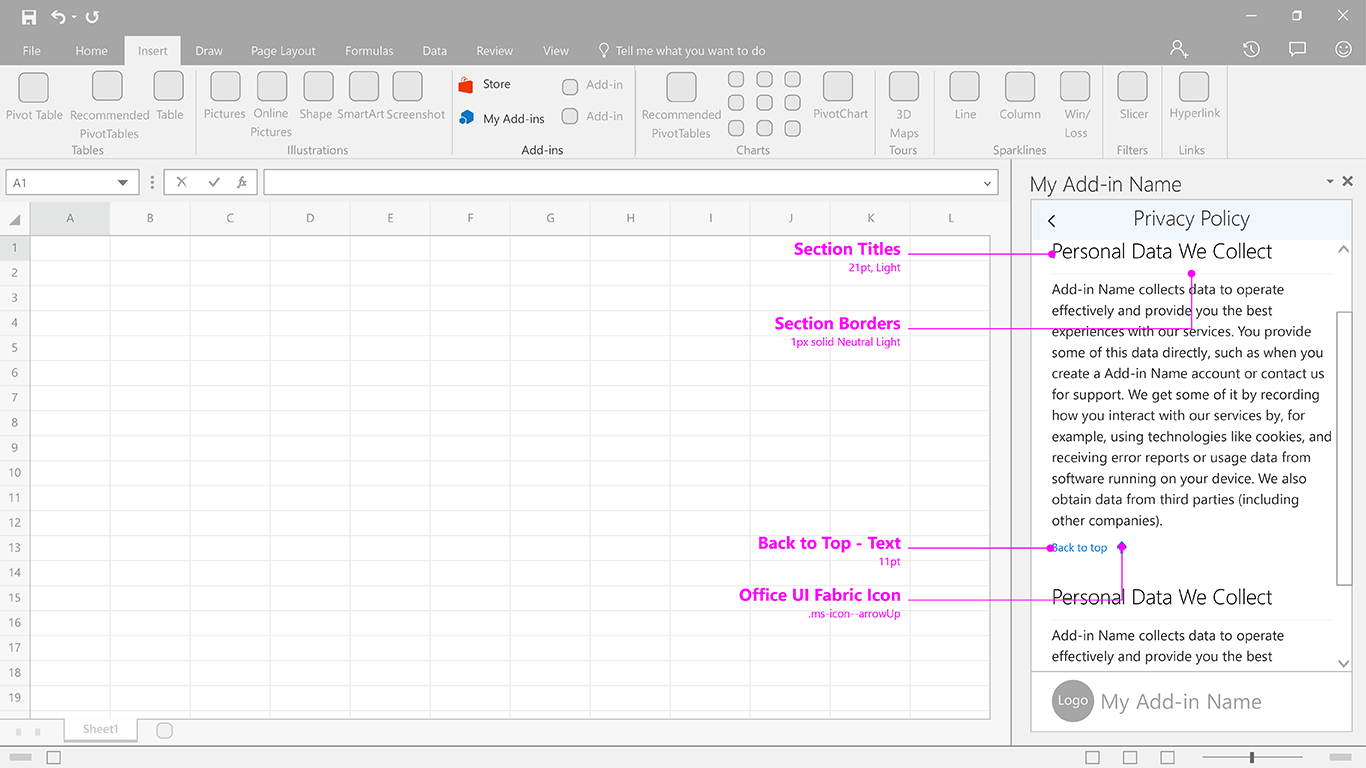 File Home Insert Draw Page Layout Formulas Data Review View Tell me what you want to do
Pivot Table
Recommended
PivotTables
Table
Tables
Pictures
Online
Pictures
Shape
SmartArt
Screenshot
Illustrations
Store
My Add-ins
Add-in
Add-in
Add-ins
Recommended
PivotTables
PivotChart
Charts
3D
Maps
Tours
Line
Column
Win/
Loss
Sparklines
Slicer
Filters
Hyperlink
Links
A1
fx
A B C D E F G H I J K L
1
2
3
4
5
6
7
8
9
10
11
12
13
14
15
16
17
18
19
Section Titles
21pt, Light
Section Borders
1px solid Neutral Light
Back to Top - Text
11pt
Office UI Fabric Icon
.ms-icon--arrowUp
Sheet1
My Add-in Name
Privacy Policy
Personal Data We Collect
Add-in Name collects data to operate
effectively and provide you the best
experiences with our services. You provide
some of this data directly, such as when you
create a Add-in Name account or contact us
for support. We get some of it by recording
how you interact with our services by, for
example, using technologies like cookies, and
receiving error reports or usage data from
software running on your device. We also
obtain data from third parties (including
other companies).
Back to top
Personal Data We Collect
Add-in Name collects data to operate
effectively and provide you the best
Logo My Add-in Name